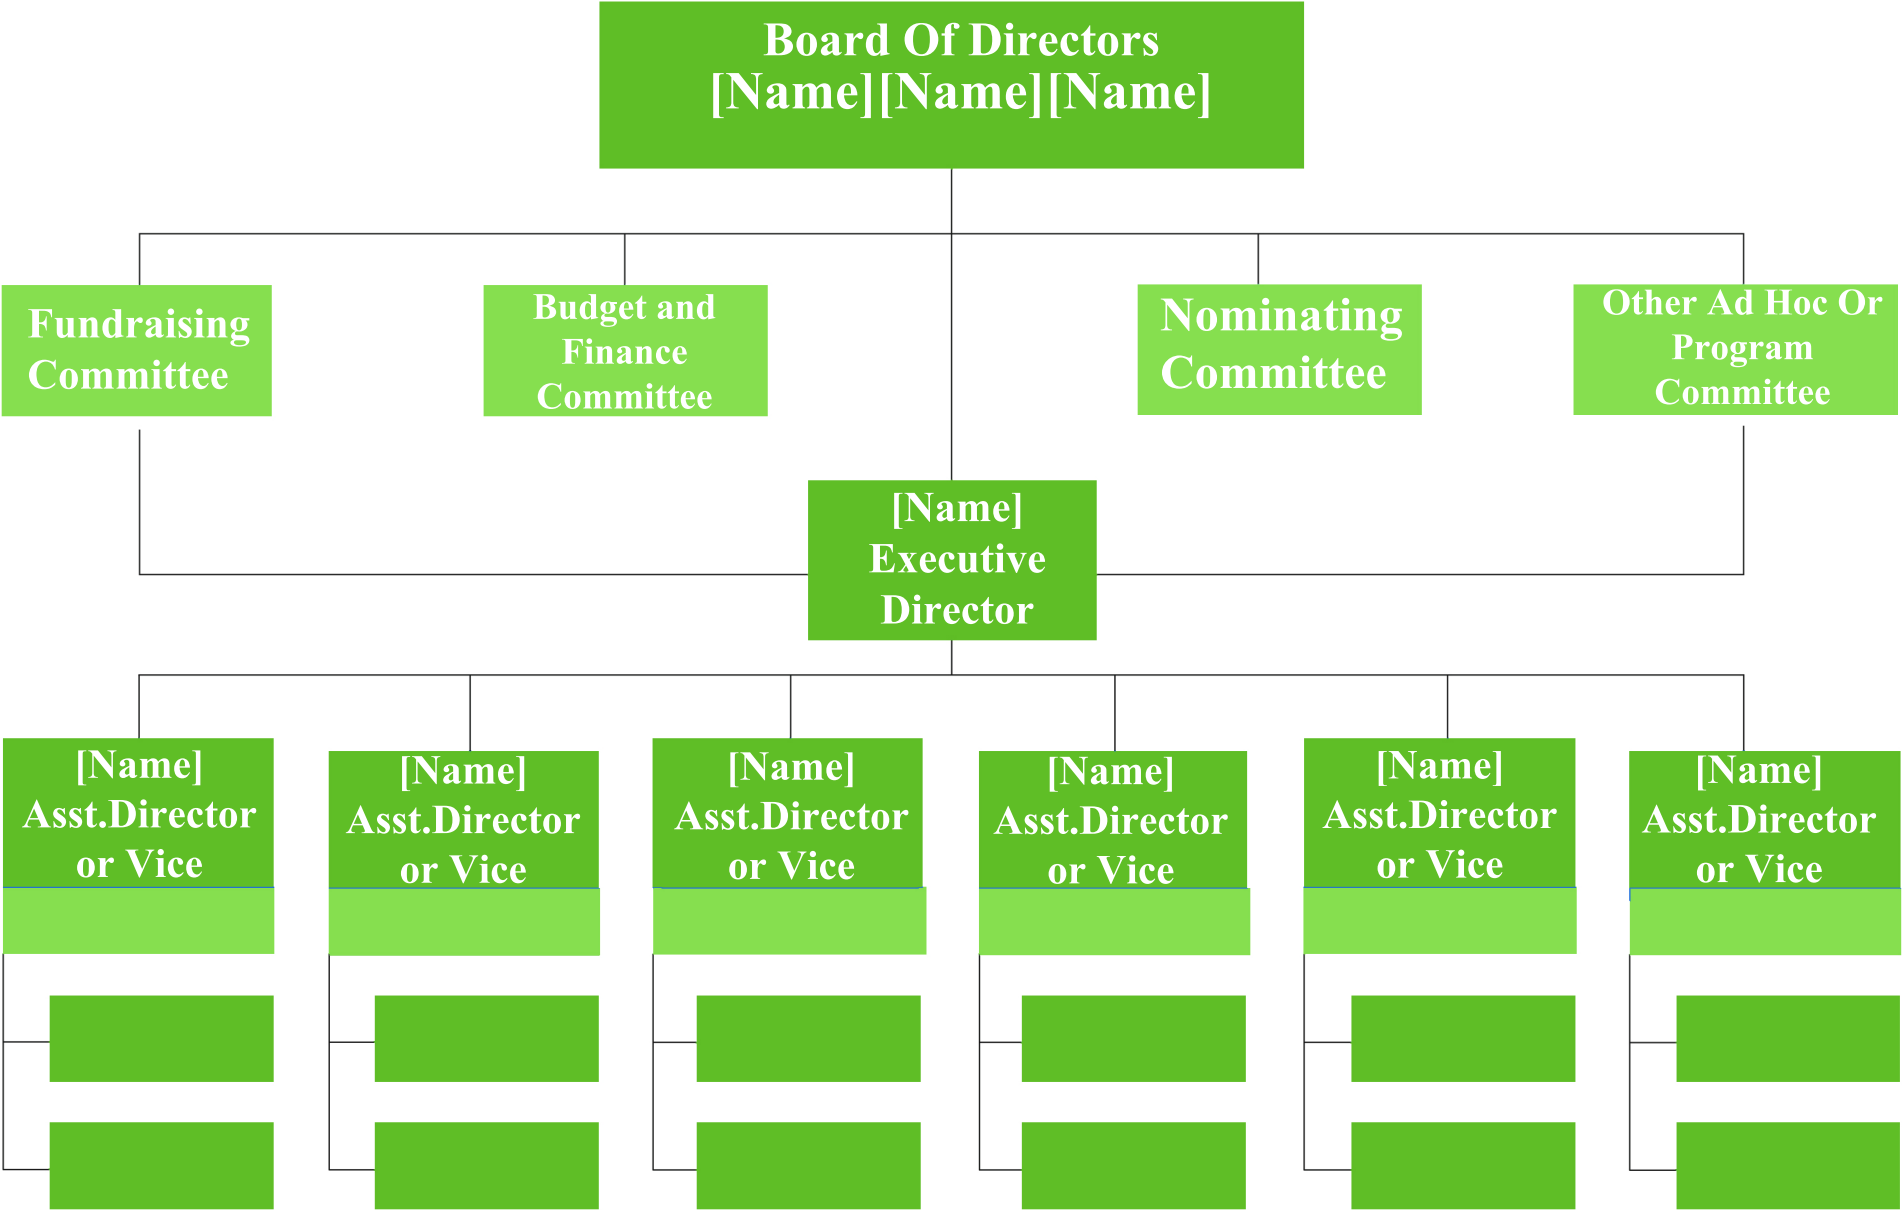 Board Of Directors
[Name][Name][Name]
Fundraising
Committee
Budget and
Finance
Committee
Nominating
Committee
Other Ad Hoc Or
Program
Committee
[Name]
Executive
Director
[Name]
Asst.Director
or Vice
[Name]
Asst.Director
or Vice
[Name]
Asst.Director
or Vice
[Name]
Asst.Director
or Vice
[Name]
Asst.Director
or Vice
[Name]
Asst.Director
or Vice